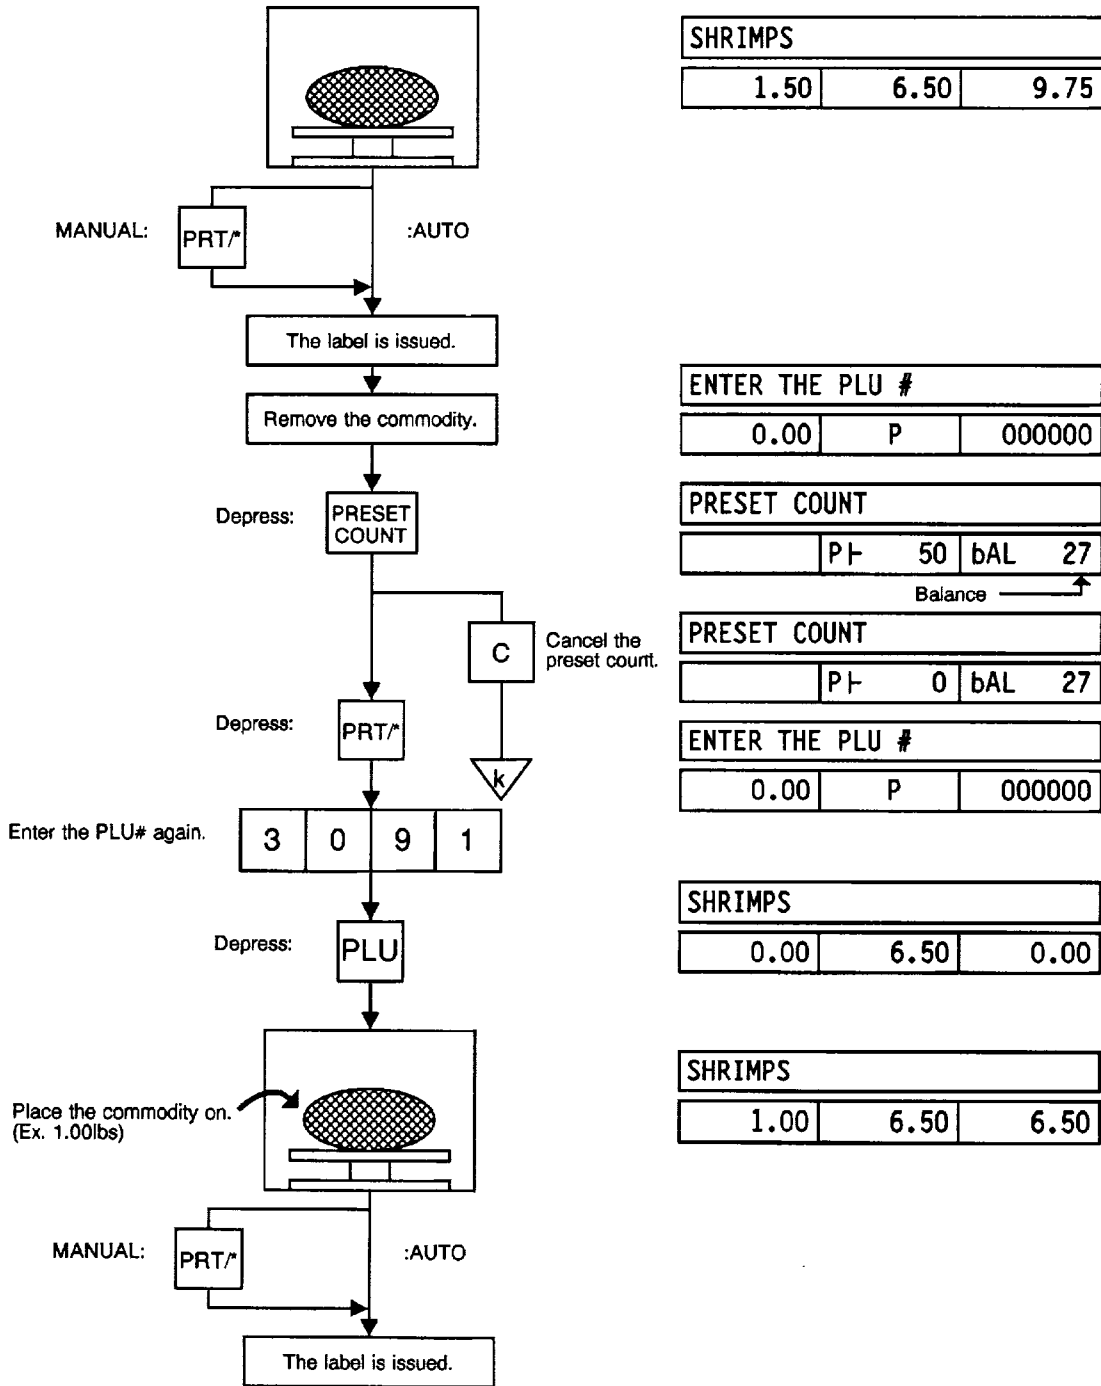 SHRIMPS
1.50 6.50 9.75
MANUAL: PRT/* :AUTO
The label is issued.
Remove the commodity.
ENTER THE PLU #
0.00 P 000000
Depress: PRESET
COUNT
PRESET COUNT
P⊢ 50 bAL 27
Balance
C Cancel the
preset count.
PRESET COUNT
P⊢ 0 bAL 27
Depress: PRT/*
k
ENTER THE PLU #
0.00 P 000000
Enter the PLU# again. 3 0 9 1
Depress: PLU
SHRIMPS
0.00 6.50 0.00
Place the commodity on.
(Ex. 1.00lbs)
SHRIMPS
1.00 6.50 6.50
MANUAL: PRT/* :AUTO
The label is issued.